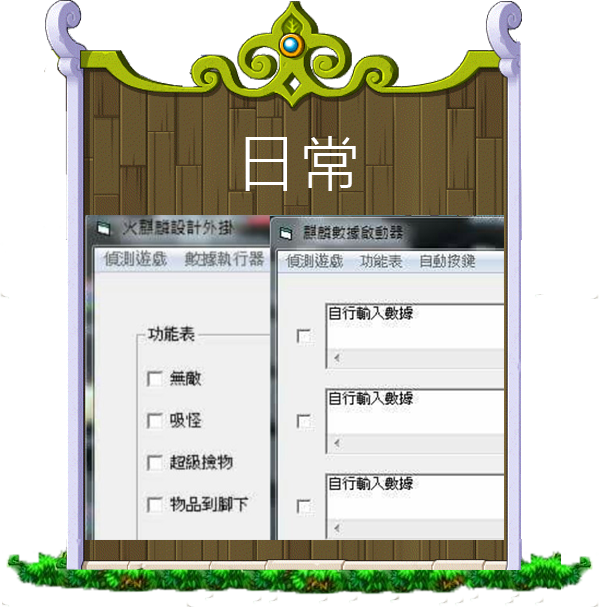 日常
火麒麟設計外掛
偵測遊戲 數據執行器
功能表
無敵
吸怪
超級撿物
物品到腳下
麒麟數據啟動器
偵測遊戲 功能表 自動按鍵
自行輸入數據
自行輸入數據
自行輸入數據